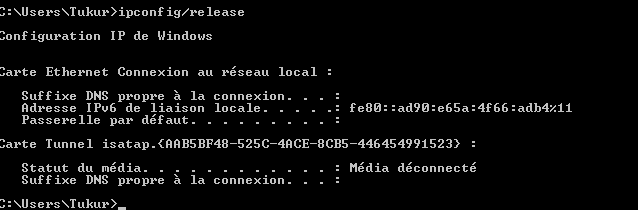 C:\Users\Tukur>ipconfig/release
Configuration IP de Windows
Carte Ethernet Connexion au réseau local :
Suffixe DNS propre à la connexion. . . :
Adresse IPv6 de liaison locale. . . . .: fe80::ad90:e65a:4f66:adb4%11
Passerelle par défaut. . . . . . . . . :
Carte Tunnel isatap.{AAB5BF48-525C-4ACE-8CB5-446454991523} :
Statut du média. . . . . . . . . . . . : Média déconnecté
Suffixe DNS propre à la connexion. . . :
C:\Users\Tukur>_